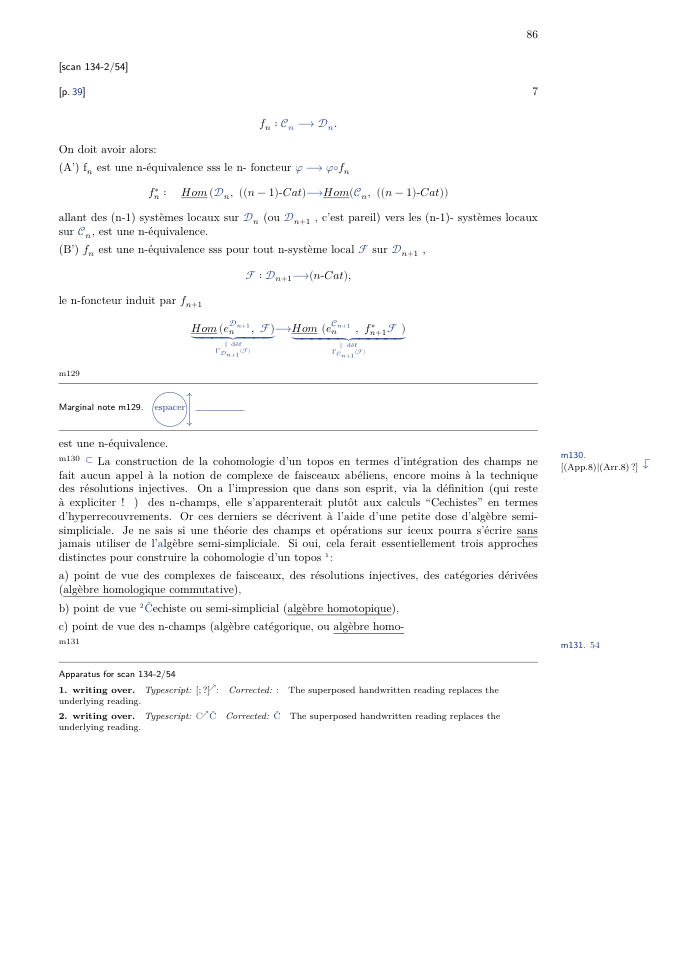 86
[scan 134-2/54]
[p. 39] 7
f_n : 𝒞_n ⟶ 𝒟_n.
On doit avoir alors:
(A') f_n est une n-équivalence sss le n- foncteur φ ⟶ φ∘f_n
f_n^* : Hom (𝒟_n, ((n − 1)-Cat)⟶Hom(𝒞_n, ((n − 1)-Cat))
allant des (n-1) systèmes locaux sur 𝒟_n (ou 𝒟_{n+1} , c'est pareil) vers les (n-1)- systèmes locaux
sur 𝒞_n, est une n-équivalence.
(B') f_n est une n-équivalence sss pour tout n-système local ℱ sur 𝒟_{n+1} ,
ℱ : 𝒟_{n+1}⟶(n-Cat),
le n-foncteur induit par f_{n+1}
Hom (e_n^{𝒟_{n+1}}, ℱ)⟶Hom (e_n^{𝒞_{n+1}} , f_{n+1}^* ℱ )
‖ déf ‖ déf
Γ_{𝒟_{n+1}}(ℱ) Γ_{𝒞_{n+1}}(ℱ)
m129
Marginal note m129. espacer
est une n-équivalence.
m130 ⊂ La construction de la cohomologie d'un topos en termes d'intégration des champs ne
fait aucun appel à la notion de complexe de faisceaux abéliens, encore moins à la technique
des résolutions injectives. On a l'impression que dans son esprit, via la définition (qui reste
à expliciter ! ) des n-champs, elle s'apparenterait plutôt aux calculs “Cechistes” en termes
d'hyperrecouvrements. Or ces derniers se décrivent à l'aide d'une petite dose d'algèbre semi-
simpliciale. Je ne sais si une théorie des champs et opérations sur iceux pourra s'écrire sans
jamais utiliser de l'algèbre semi-simpliciale. Si oui, cela ferait essentiellement trois approches
distinctes pour construire la cohomologie d'un topos ¹:
m130.
[(App.8)|(Arr.8) ?]
a) point de vue des complexes de faisceaux, des résolutions injectives, des catégories dérivées
(algèbre homologique commutative),
b) point de vue ²Čechiste ou semi-simplicial (algèbre homotopique),
c) point de vue des n-champs (algèbre catégorique, ou algèbre homo-
m131
m131. 54
Apparatus for scan 134-2/54
1. writing over. Typescript: [; ?]↗: Corrected: : The superposed handwritten reading replaces the
underlying reading.
2. writing over. Typescript: C↗Č Corrected: Č The superposed handwritten reading replaces the
underlying reading.